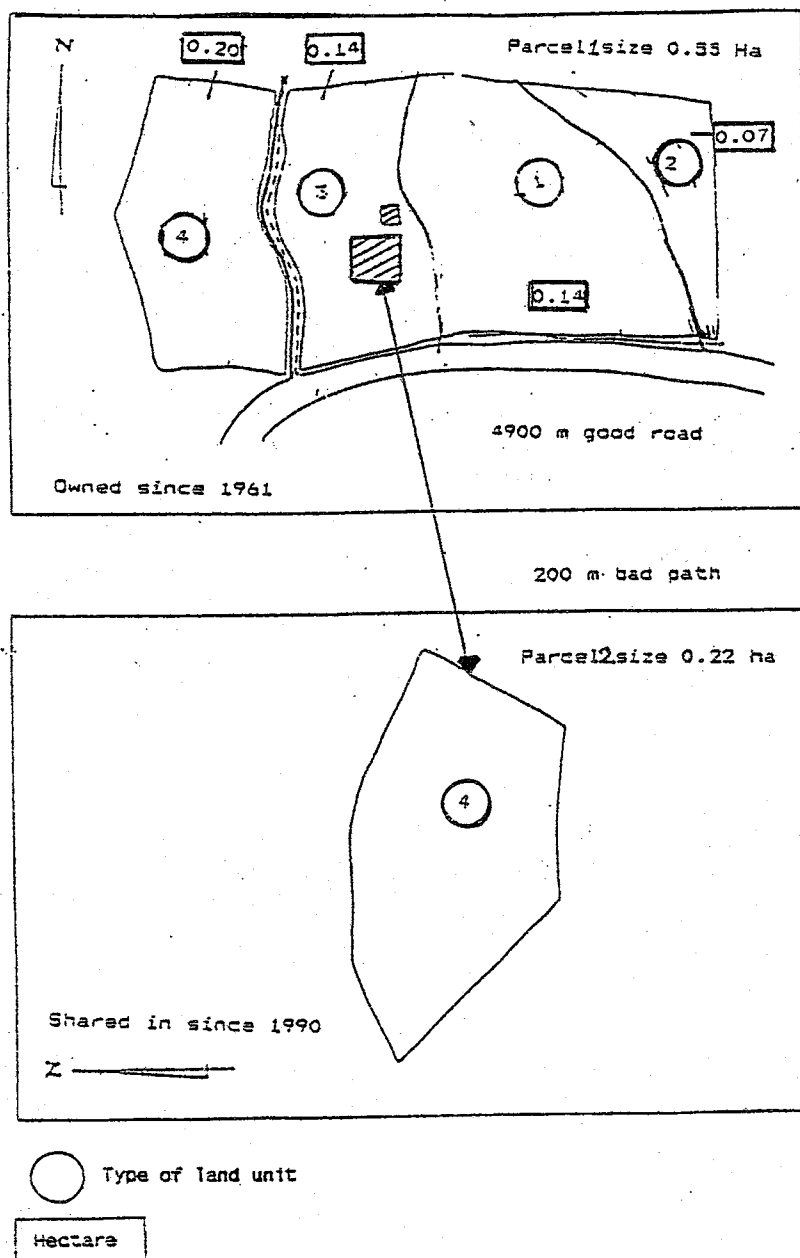 N
0.20
0.14
Parcel1size 0.55 Ha
0.07
2
3
1
4
0.14
4900 m good road
Owned since 1961
200 m bad path
Parcel2size 0.22 ha
4
Shared in since 1990
N
Type of land unit
Hectare